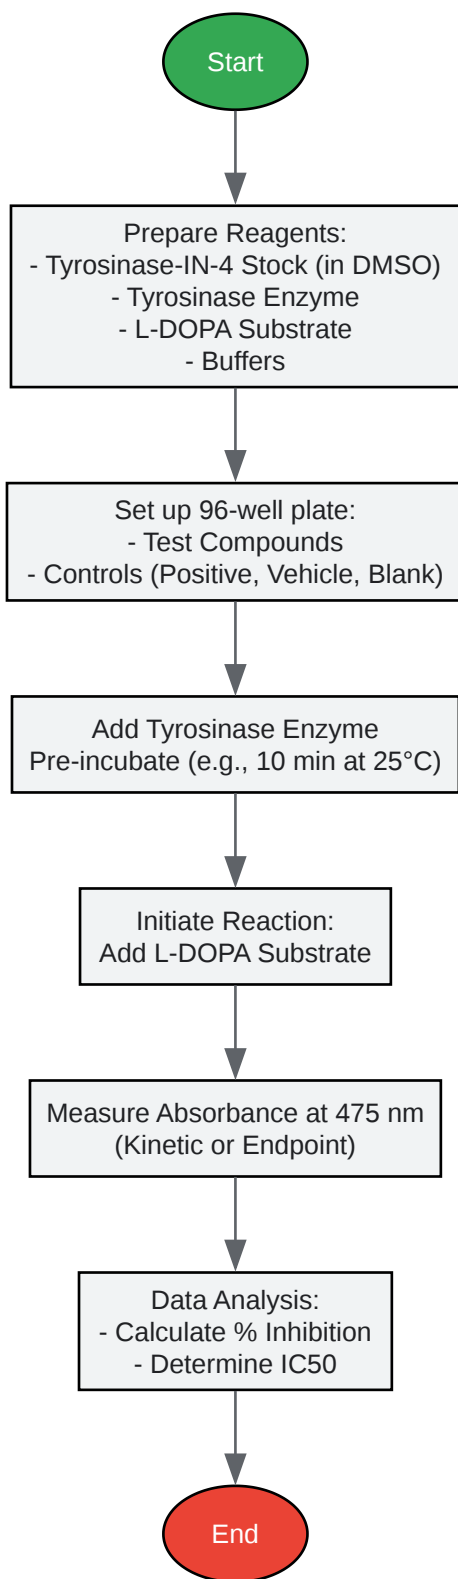 Start
Prepare Reagents:
- Tyrosinase-IN-4 Stock (in DMSO)
- Tyrosinase Enzyme
- L-DOPA Substrate
- Buffers
Set up 96-well plate:
- Test Compounds
- Controls (Positive, Vehicle, Blank)
Add Tyrosinase Enzyme
Pre-incubate (e.g., 10 min at 25°C)
Initiate Reaction:
Add L-DOPA Substrate
Measure Absorbance at 475 nm
(Kinetic or Endpoint)
Data Analysis:
- Calculate % Inhibition
- Determine IC50
End